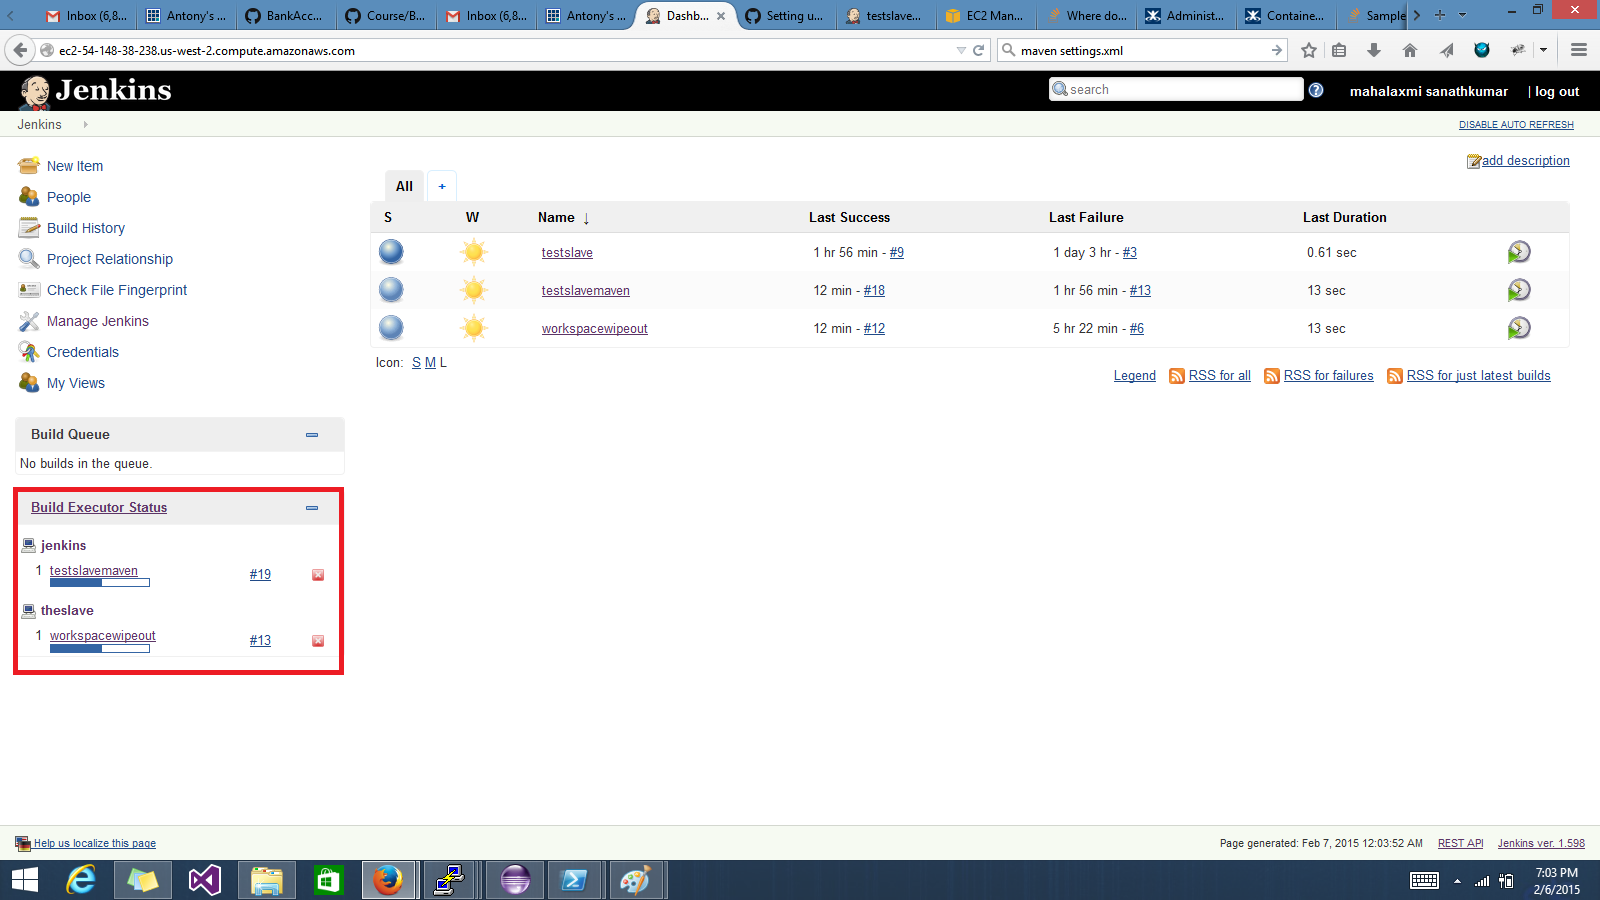 Inbox (6,8... Antony's ... BankAcc... Course/B... Inbox (6,8... Antony's ... Dashb... Setting u... testslave... EC2 Man... Where do... Administ... Containe... Sample
ec2-54-148-38-238.us-west-2.compute.amazonaws.com maven settings.xml
Jenkins search mahalaxmi sanathkumar | log out
Jenkins DISABLE AUTO REFRESH
add description
New Item
People
Build History
Project Relationship
Check File Fingerprint
Manage Jenkins
Credentials
My Views
All +
S W Name ↓ Last Success Last Failure Last Duration
testslave 1 hr 56 min - #9 1 day 3 hr - #3 0.61 sec
testslavemaven 12 min - #18 1 hr 56 min - #13 13 sec
workspacewipeout 12 min - #12 5 hr 22 min - #6 13 sec
Icon: S M L
Legend RSS for all RSS for failures RSS for just latest builds
Build Queue
No builds in the queue.
Build Executor Status
jenkins
1 testslavemaven #19
theslave
1 workspacewipeout #13
Help us localize this page Page generated: Feb 7, 2015 12:03:52 AM REST API Jenkins ver. 1.598
7:03 PM
2/6/2015